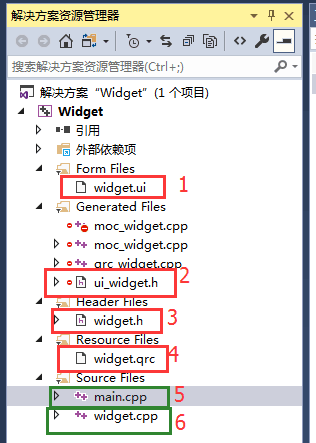 解决方案资源管理器
搜索解决方案资源管理器(Ctrl+;)
解决方案 "Widget" (1 个项目)
Widget
引用
外部依赖项
Form Files
widget.ui 1
Generated Files
moc_widget.cpp
moc_widget.cpp
qrc_widget.cpp
ui_widget.h 2
Header Files
widget.h 3
Resource Files
widget.qrc 4
Source Files
main.cpp 5
widget.cpp 6